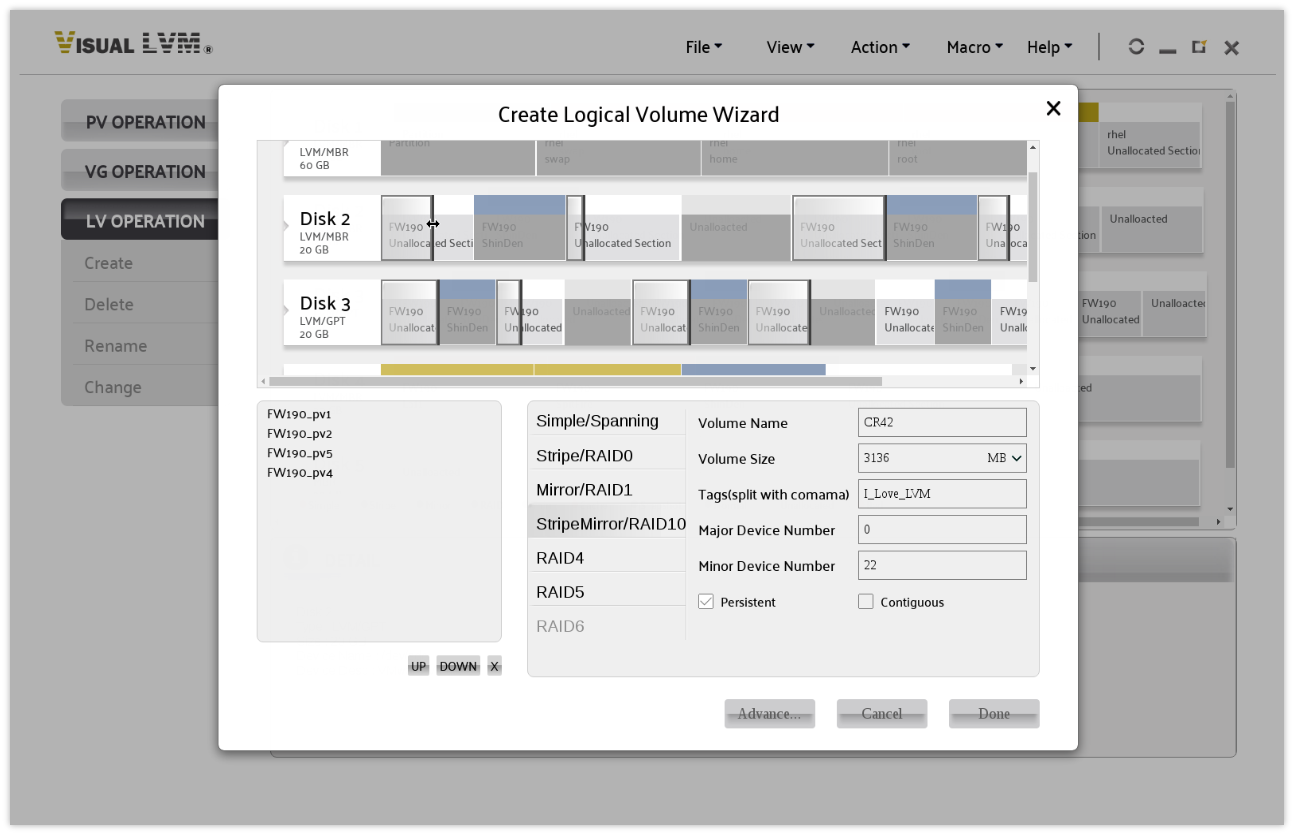 VISUAL LVM®
File View Action Macro Help
PV OPERATION
VG OPERATION
LV OPERATION
Create
Delete
Rename
Change
Create Logical Volume Wizard
LVM/MBR
60 GB
Partition
rhel
swap
rhel
home
rhel
root
Disk 2
LVM/MBR
20 GB
FW190
Unallocated Secti
FW190
ShinDen
FW190
Unallocated Section
Unallocated
FW190
Unallocated Sect
FW190
ShinDen
FW190
Unalloca
Disk 3
LVM/GPT
20 GB
FW190
Unallocat
FW190
ShinDen
FW190
Unallocated
Unalloacted
FW190
Unallocat
FW190
ShinDen
FW190
Unallocate
Unalloacted
FW190
Unallocate
FW190
ShinDen
FW19
Unall
rhel
Unallocated Section
tion
Unalloacted
FW190
Unallocated
Unalloacted
ed
FW190_pv1
FW190_pv2
FW190_pv5
FW190_pv4
UP DOWN X
Simple/Spanning
Stripe/RAID0
Mirror/RAID1
StripeMirror/RAID10
RAID4
RAID5
RAID6
Volume Name CR42
Volume Size 3136 MB
Tags(split with comama) I_Love_LVM
Major Device Number 0
Minor Device Number 22
Persistent Contiguous
Advance... Cancel Done